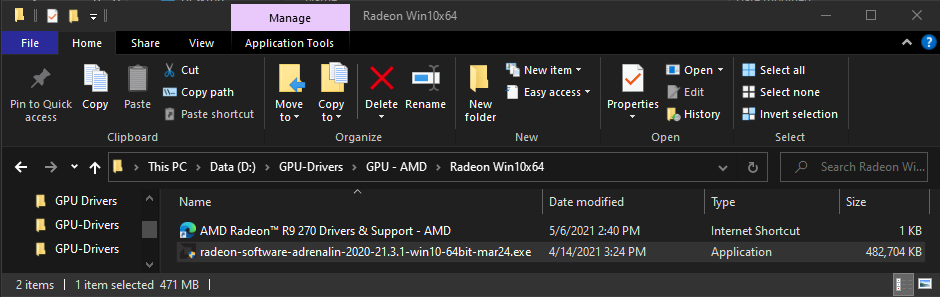 Manage Radeon Win10x64
File Home Share View Application Tools
Pin to Quick access
Copy
Paste
Cut
Copy path
Paste shortcut
Clipboard
Move to
Copy to
Delete
Rename
Organize
New folder
New item
Easy access
New
Properties
Open
Edit
History
Open
Select all
Select none
Invert selection
Select
This PC > Data (D:) > GPU-Drivers > GPU - AMD > Radeon Win10x64
Search Radeon Wi...
GPU Drivers
GPU-Drivers
GPU-Drivers
Name Date modified Type Size
AMD Radeon™ R9 270 Drivers & Support - AMD 5/6/2021 2:40 PM Internet Shortcut 1 KB
radeon-software-adrenalin-2020-21.3.1-win10-64bit-mar24.exe 4/14/2021 3:24 PM Application 482,704 KB
2 items 1 item selected 471 MB